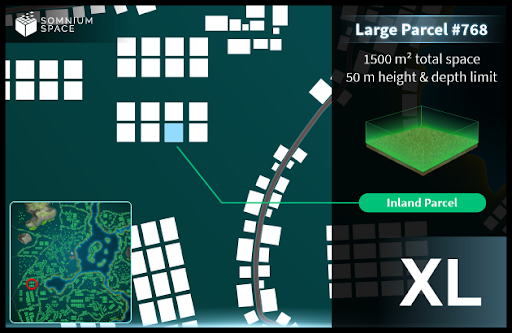 SOMNIUM
SPACE
Large Parcel #768
1500 m² total space
50 m height & depth limit
Inland Parcel
XL